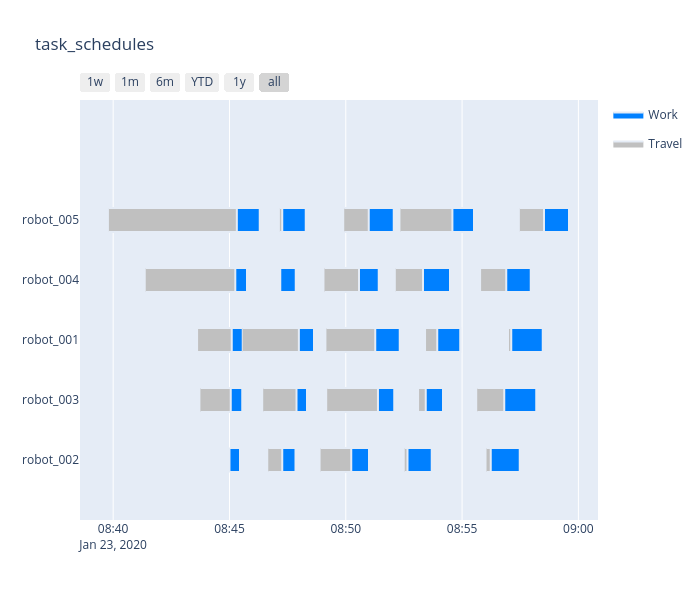 task_schedules
1w 1m 6m YTD 1y all
Work
Travel
robot_005
robot_004
robot_001
robot_003
robot_002
08:40 08:45 08:50 08:55 09:00
Jan 23, 2020